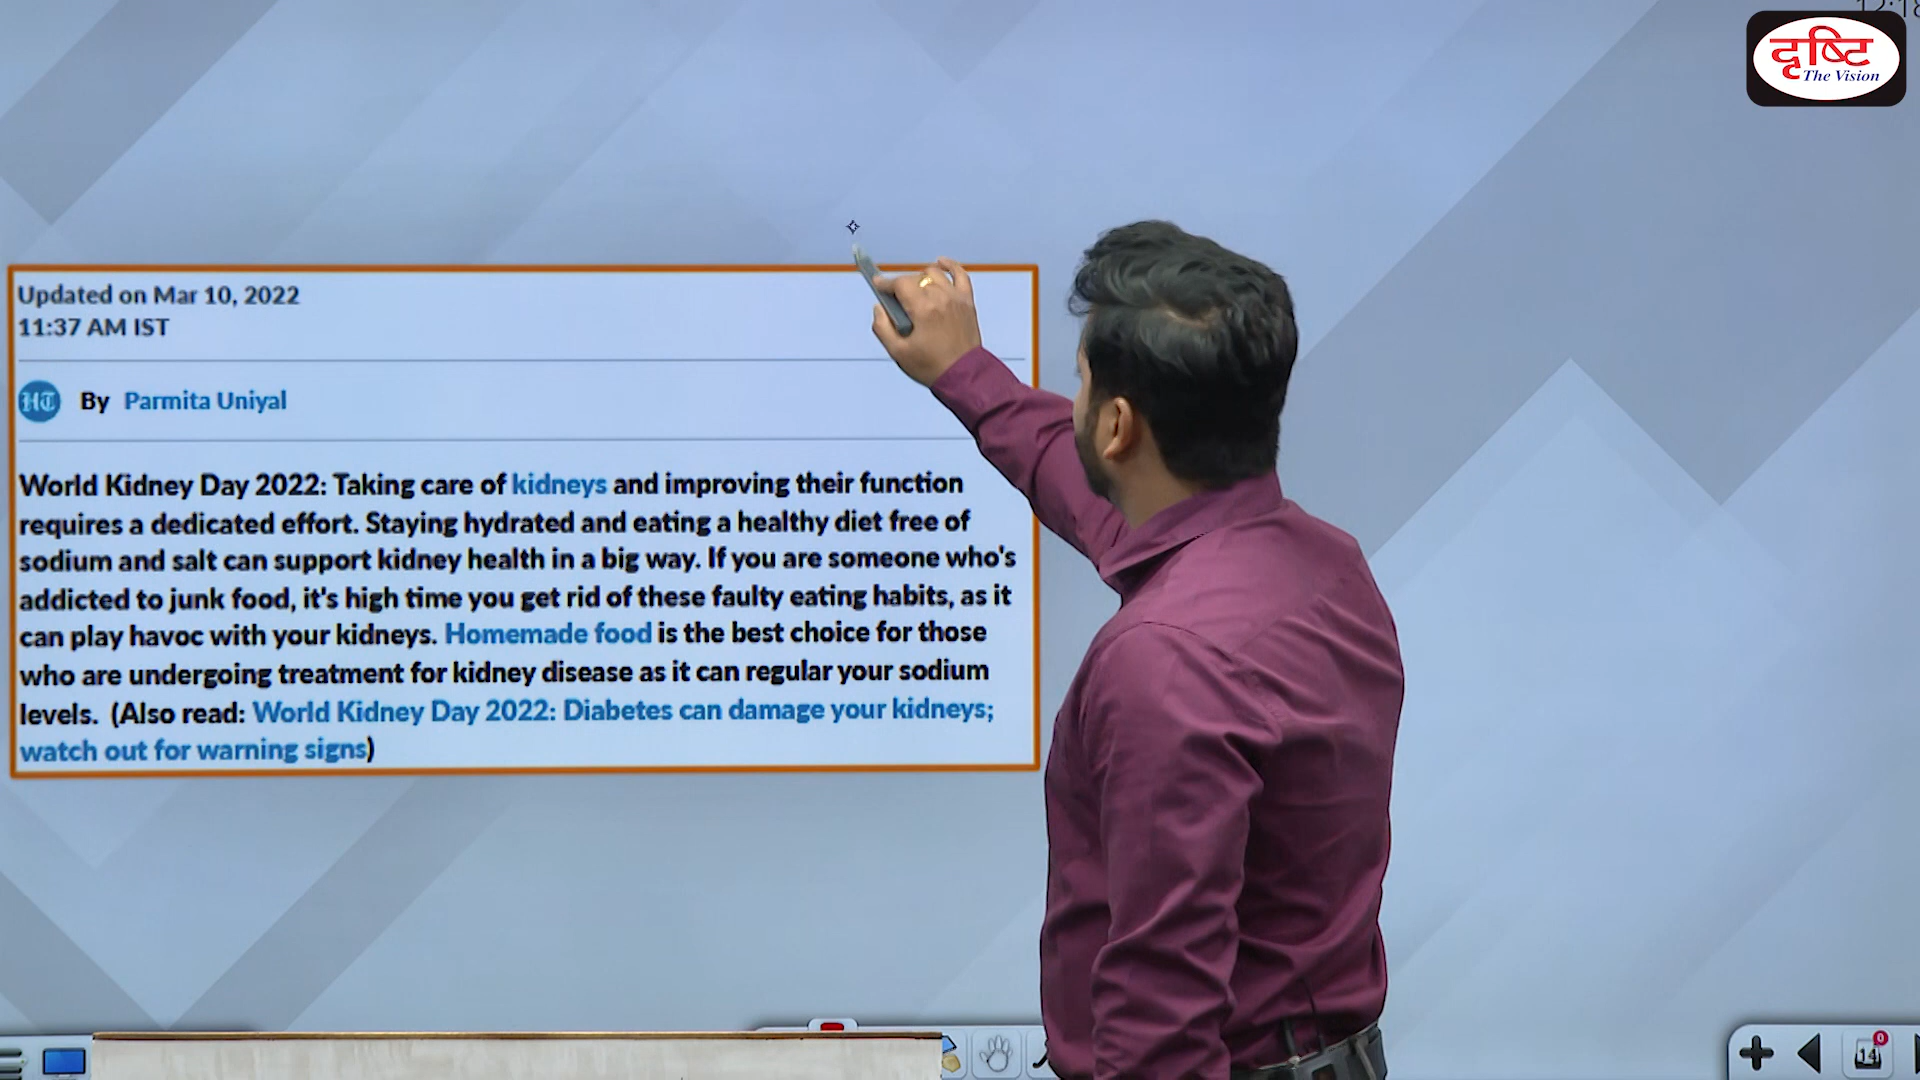 दृष्टि
The Vision
Updated on Mar 10, 2022
11:37 AM IST
HT By Parmita Uniyal
World Kidney Day 2022: Taking care of kidneys and improving their function
requires a dedicated effort. Staying hydrated and eating a healthy diet free of
sodium and salt can support kidney health in a big way. If you are someone who's
addicted to junk food, it's high time you get rid of these faulty eating habits, as it
can play havoc with your kidneys. Homemade food is the best choice for those
who are undergoing treatment for kidney disease as it can regular your sodium
levels. (Also read: World Kidney Day 2022: Diabetes can damage your kidneys;
watch out for warning signs)
14
0